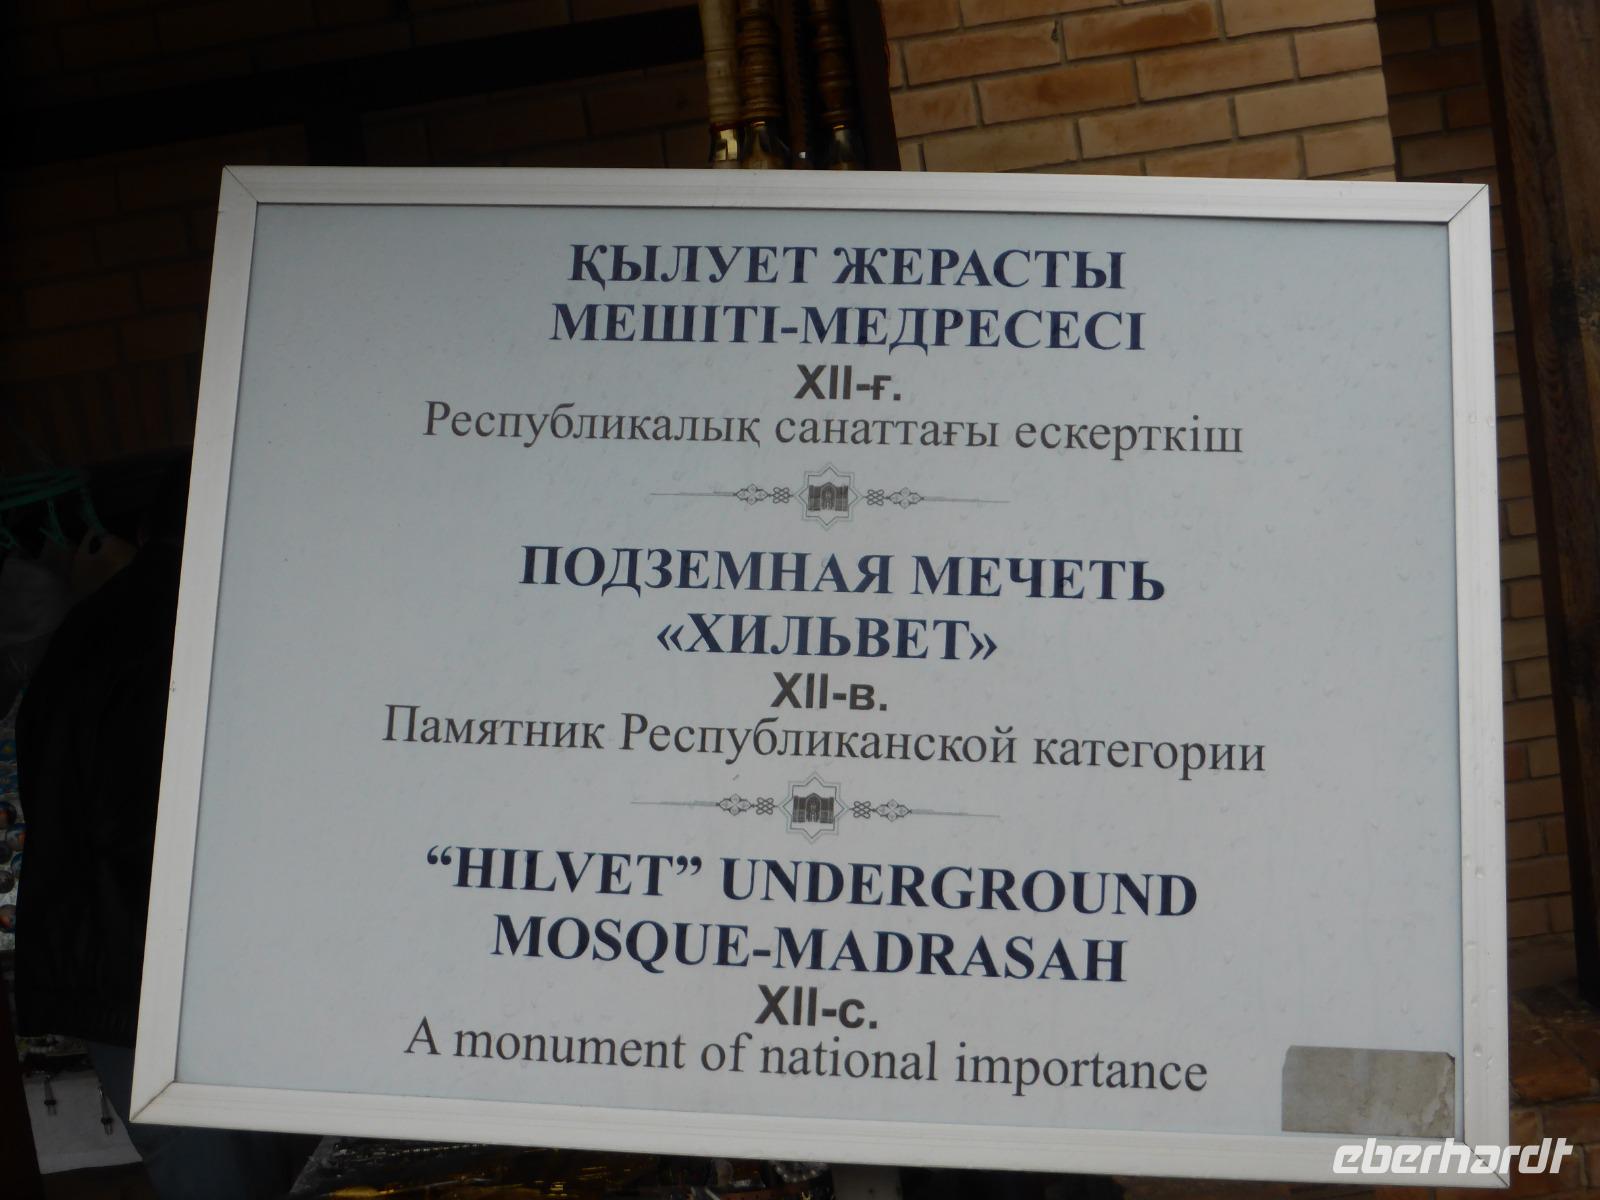 ҚЫЛУЕТ ЖЕРАСТЫ
МЕШІТІ-МЕДРЕСЕСІ
XII-ғ.
Республикалық санаттағы ескерткіш
ПОДЗЕМНАЯ МЕЧЕТЬ
«ХИЛЬВЕТ»
XII-в.
Памятник Республиканской категории
“HILVET” UNDERGROUND
MOSQUE-MADRASAH
XII-c.
A monument of national importance
eberhardt